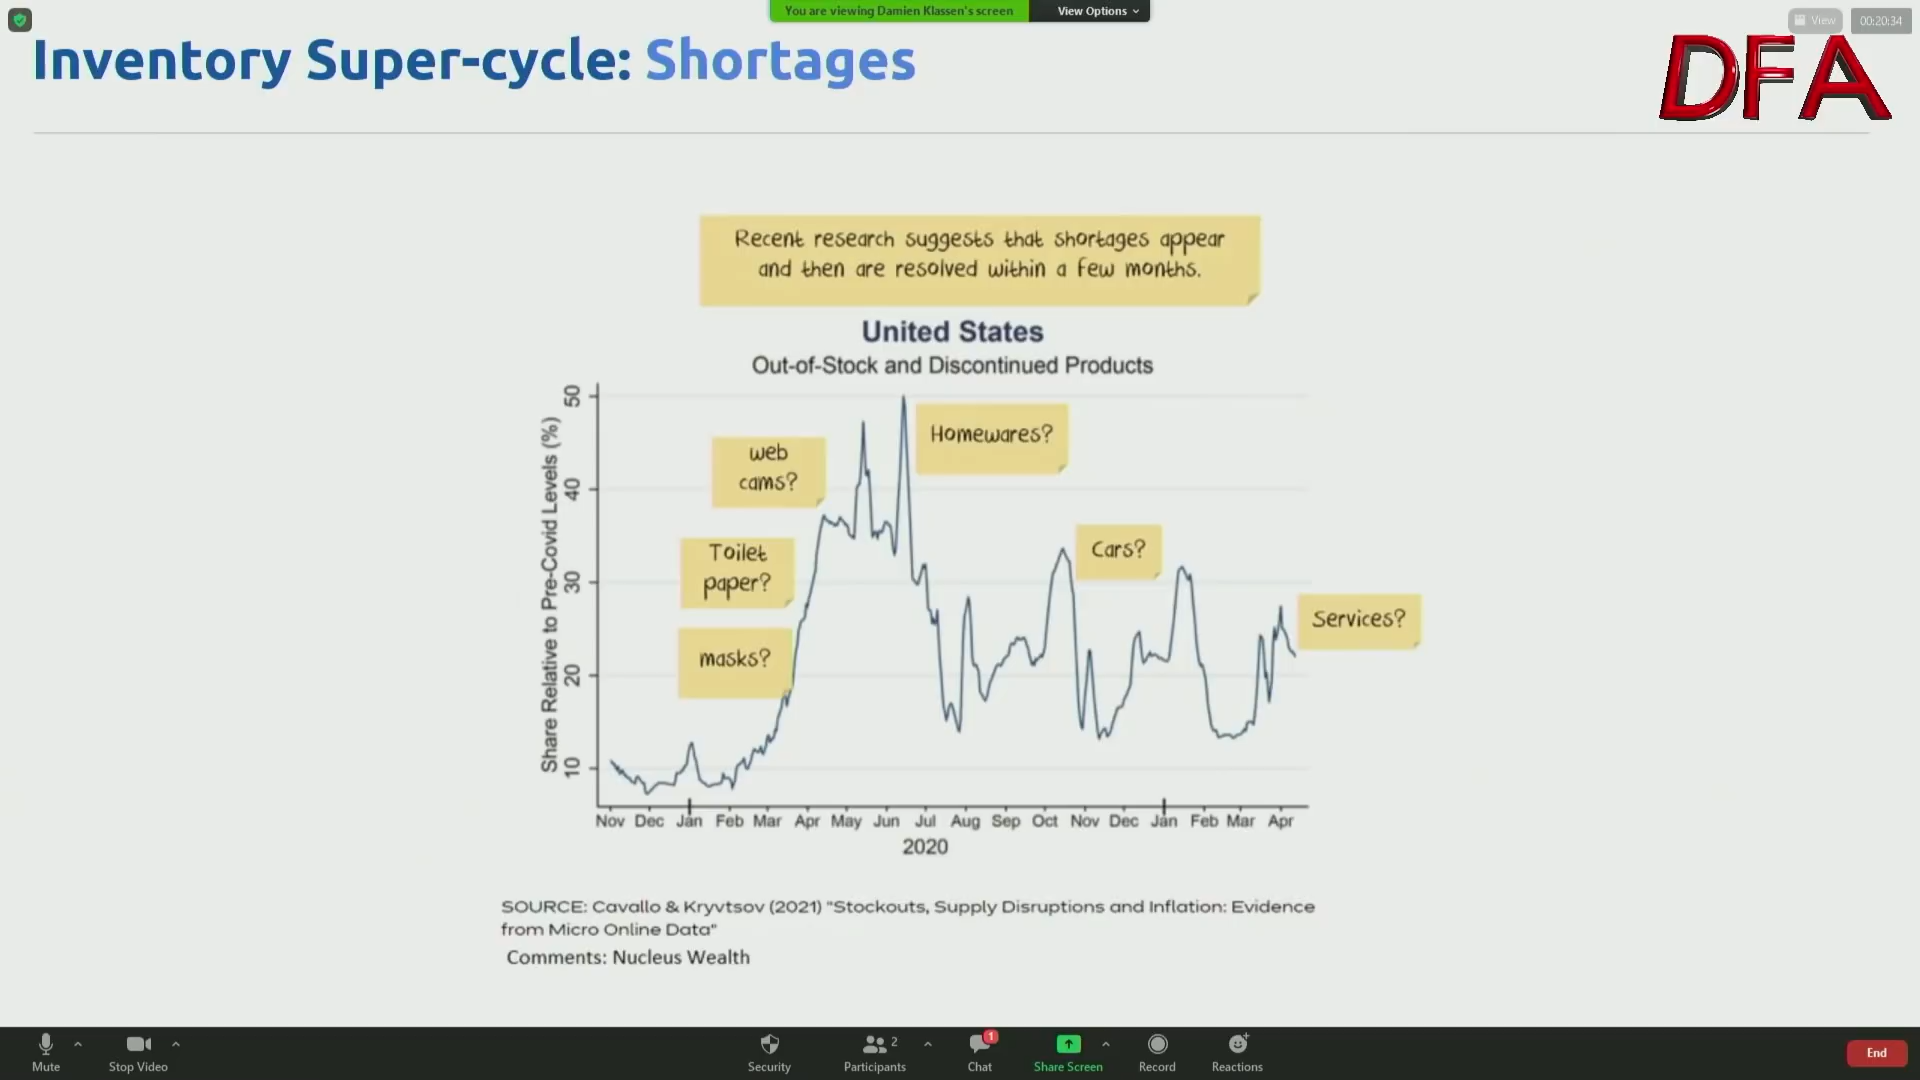 You are viewing Damien Klassen's screen
View Options
View
00:20:34
Inventory Super-cycle: Shortages
DFA
Recent research suggests that shortages appear
and then are resolved within a few months.
United States
Out-of-Stock and Discontinued Products
Share Relative to Pre-Covid Levels (%)
50
40
30
20
10
web
cams?
Homewares?
Toilet
paper?
Cars?
masks?
Services?
Nov Dec Jan Feb Mar Apr May Jun Jul Aug Sep Oct Nov Dec Jan Feb Mar Apr
2020
SOURCE: Cavallo & Kryvtsov (2021) "Stockouts, Supply Disruptions and Inflation: Evidence
from Micro Online Data"
Comments: Nucleus Wealth
Mute
Stop Video
Security
2
Participants
1
Chat
Share Screen
Record
Reactions
End